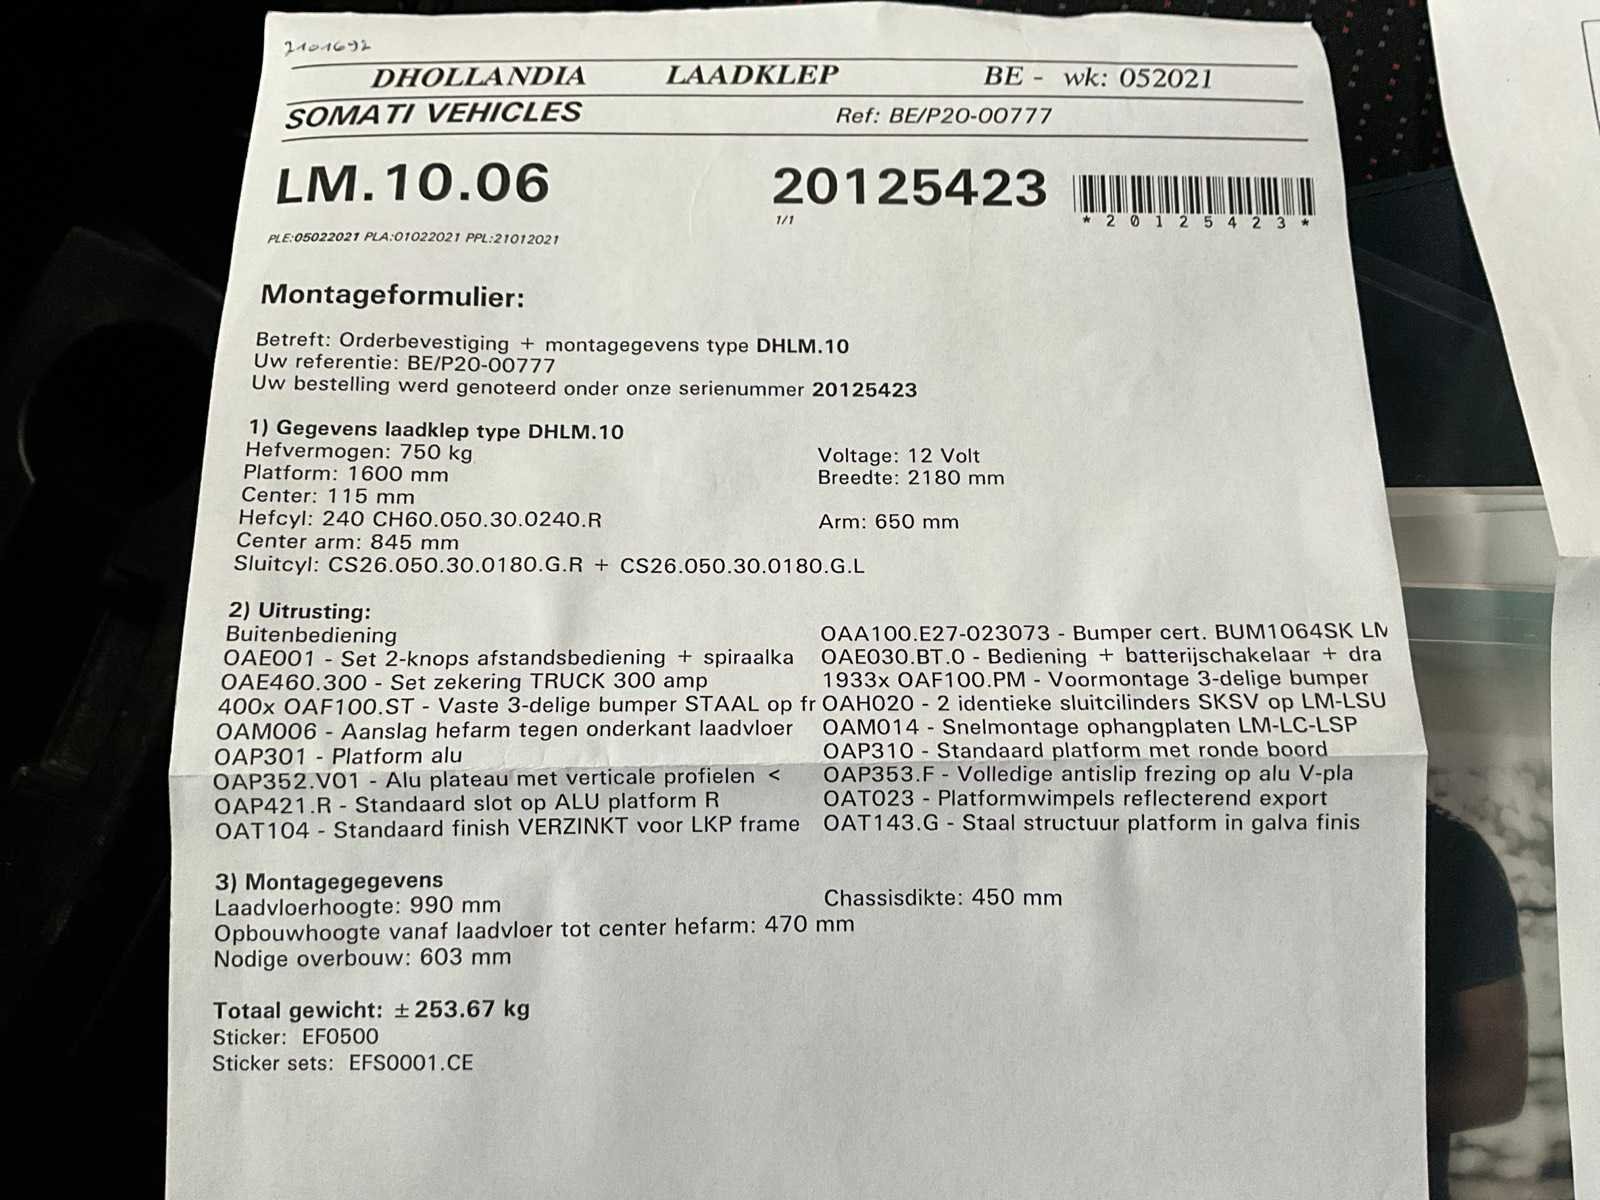 2101692
DHOLLANDIA LAADKLEP BE - wk: 052021
SOMATI VEHICLES Ref: BE/P20-00777
LM.10.06 20125423
1/1 *20125423*
PLE:05022021 PLA:01022021 PPL:21012021
Montageformulier:
Betreft: Orderbevestiging + montagegevens type DHLM.10
Uw referentie: BE/P20-00777
Uw bestelling werd genoteerd onder onze serienummer 20125423
1) Gegevens laadklep type DHLM.10
Hefvermogen: 750 kg Voltage: 12 Volt
Platform: 1600 mm Breedte: 2180 mm
Center: 115 mm
Hefcyl: 240 CH60.050.30.0240.R Arm: 650 mm
Center arm: 845 mm
Sluitcyl: CS26.050.30.0180.G.R + CS26.050.30.0180.G.L
2) Uitrusting:
Buitenbediening OAA100.E27-023073 - Bumper cert. BUM1064SK LM
OAE001 - Set 2-knops afstandsbediening + spiraalka OAE030.BT.0 - Bediening + batterijschakelaar + dra
OAE460.300 - Set zekering TRUCK 300 amp 1933x OAF100.PM - Voormontage 3-delige bumper
400x OAF100.ST - Vaste 3-delige bumper STAAL op fr OAH020 - 2 identieke sluitcilinders SKSV op LM-LSU
OAM006 - Aanslag hefarm tegen onderkant laadvloer OAM014 - Snelmontage ophangplaten LM-LC-LSP
OAP301 - Platform alu OAP310 - Standaard platform met ronde boord
OAP352.V01 - Alu plateau met verticale profielen < OAP353.F - Volledige antislip frezing op alu V-pla
OAP421.R - Standaard slot op ALU platform R OAT023 - Platformwimpels reflecterend export
OAT104 - Standaard finish VERZINKT voor LKP frame OAT143.G - Staal structuur platform in galva finis
3) Montagegegevens
Laadvloerhoogte: 990 mm Chassisdikte: 450 mm
Opbouwhoogte vanaf laadvloer tot center hefarm: 470 mm
Nodige overbouw: 603 mm
Totaal gewicht: ±253.67 kg
Sticker: EF0500
Sticker sets: EFS0001.CE